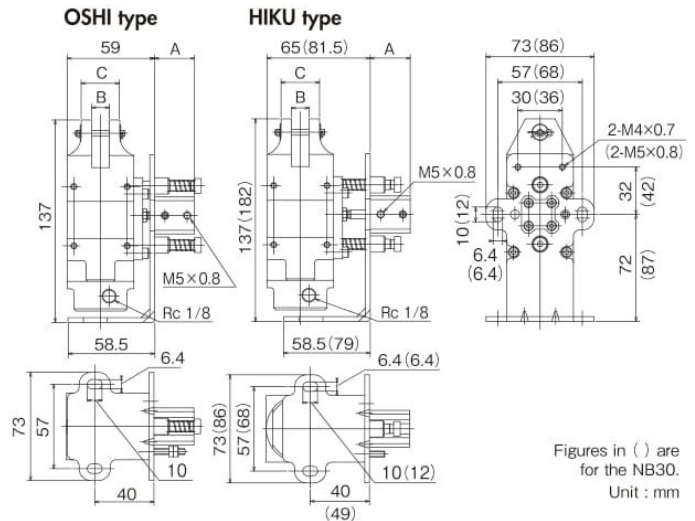 OSHI type
HIKU type
59
A
C
B
137
M5×0.8
Rc 1/8
58.5
65(81.5)
A
C
B
137(182)
M5×0.8
Rc 1/8
58.5(79)
73(86)
57(68)
30(36)
2-M4×0.7
(2-M5×0.8)
32
(42)
10(12)
6.4
(6.4)
72
(87)
6.4
73
57
10
40
6.4(6.4)
73(86)
57(68)
10(12)
40
(49)
Figures in ( ) are
for the NB30.
Unit : mm